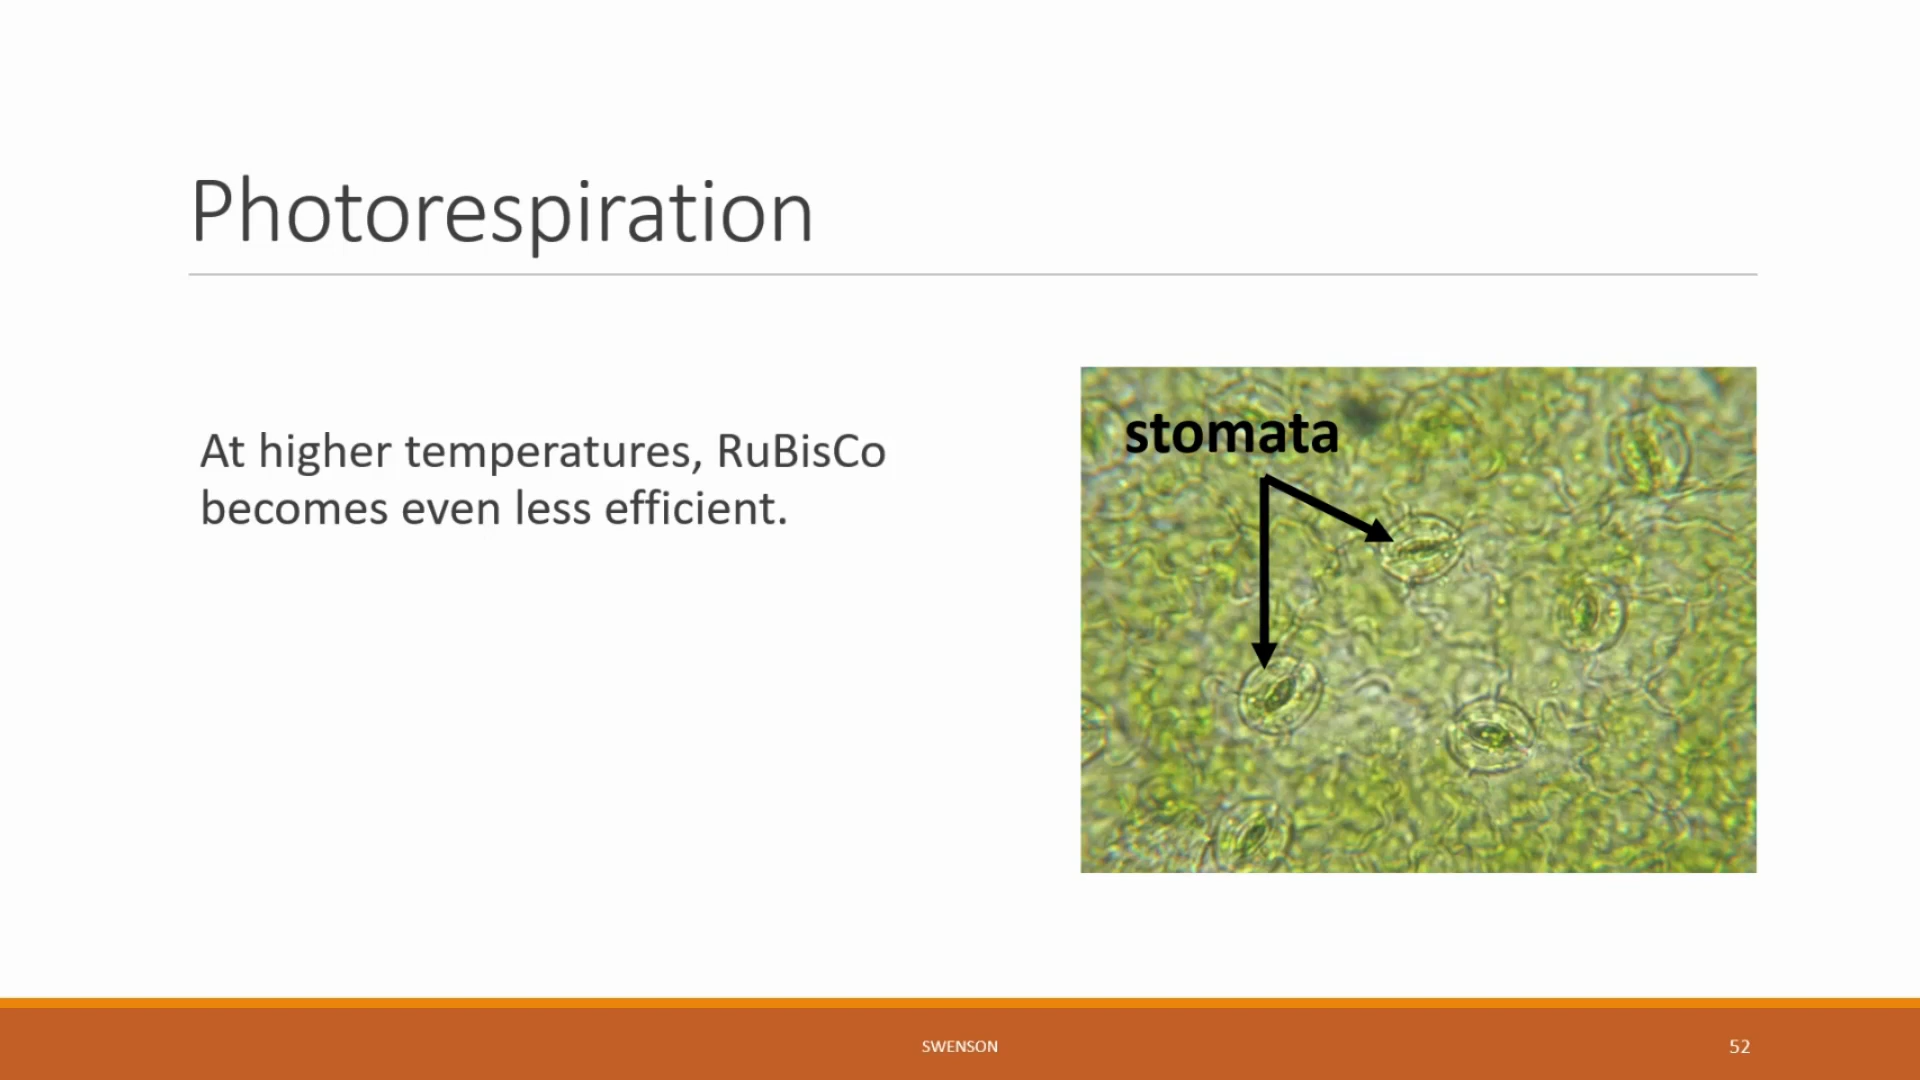 Photorespiration
At higher temperatures, RuBisCo
becomes even less efficient.
stomata
SWENSON
52